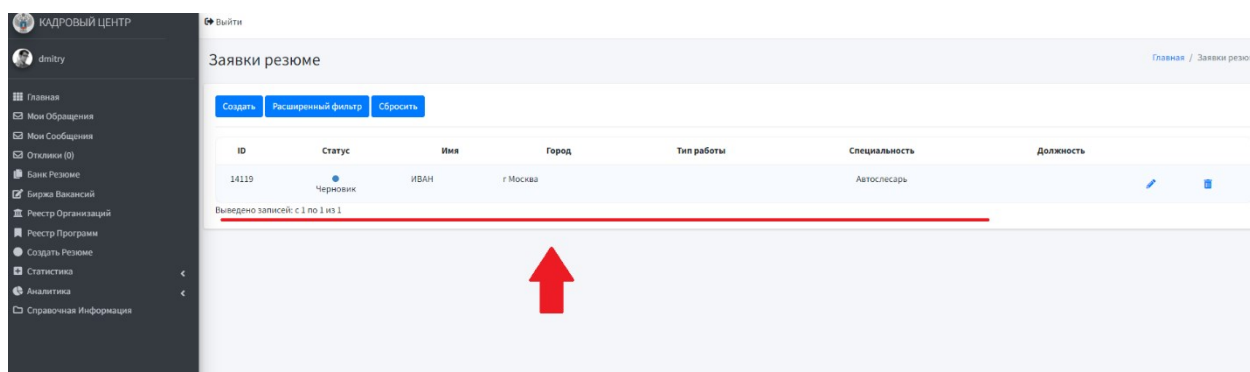 КАДРОВЫЙ ЦЕНТР
Выйти
dmitry
Заявки резюме
Главная / Заявки резю
Главная
Мои Обращения
Мои Сообщения
Отклики (0)
Банк Резюме
Биржа Вакансий
Реестр Организаций
Реестр Программ
Создать Резюме
Статистика
Аналитика
Справочная Информация
Создать Расширенный фильтр Сбросить
ID Статус Имя Город Тип работы Специальность Должность
14119 Черновик ИВАН г Москва Автослесарь
Выведено записей: с 1 по 1 из 1